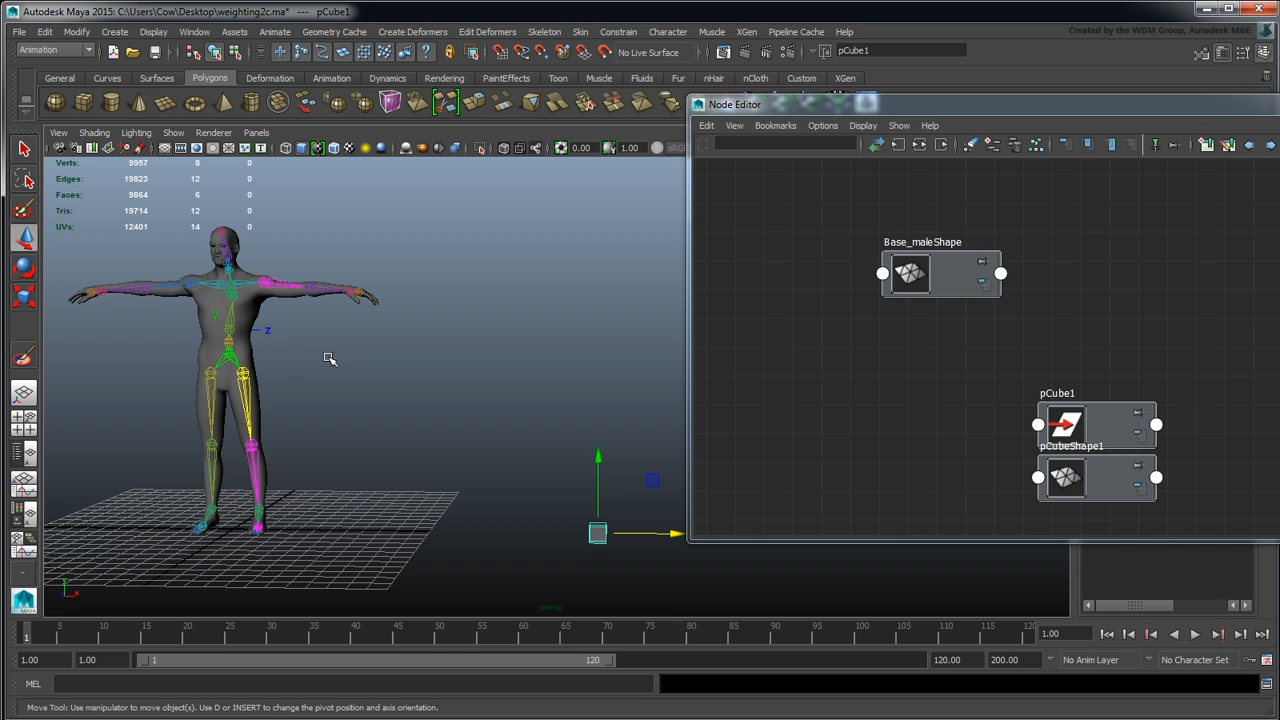 Autodesk Maya 2015: C:\Users\Cow\Desktop\weighting2c.ma* --- pCube1
File Edit Modify Create Display Window Assets Animate Geometry Cache Create Deformers Edit Deformers Skeleton Skin Constrain Character Muscle XGen Pipeline Cache Help
Created by the WDM Group, Autodesk M&E
Animation
No Live Surface
pCube1
General Curves Surfaces Polygons Deformation Animation Dynamics Rendering PaintEffects Toon Muscle Fluids Fur nHair nCloth Custom XGen
Node Editor
Edit View Bookmarks Options Display Show Help
View Shading Lighting Show Renderer Panels
0.00 1.00
Verts: 9957 8 0
Edges: 19823 12 0
Faces: 9864 6 0
Tris: 19714 12 0
UVs: 12401 14 0
Base_maleShape
y
z
pCube1
pCubeShape1
y
x
persp
5 10 15 20 25 30 35 40 45 50 55 60 65 70 75 80 85 90 95 100 105 110 115 120
1
1.00
1.00 1.00 1 120 120.00 200.00 No Anim Layer No Character Set
MEL
MAYA
Move Tool: Use manipulator to move object(s). Use D or INSERT to change the pivot position and axis orientation.